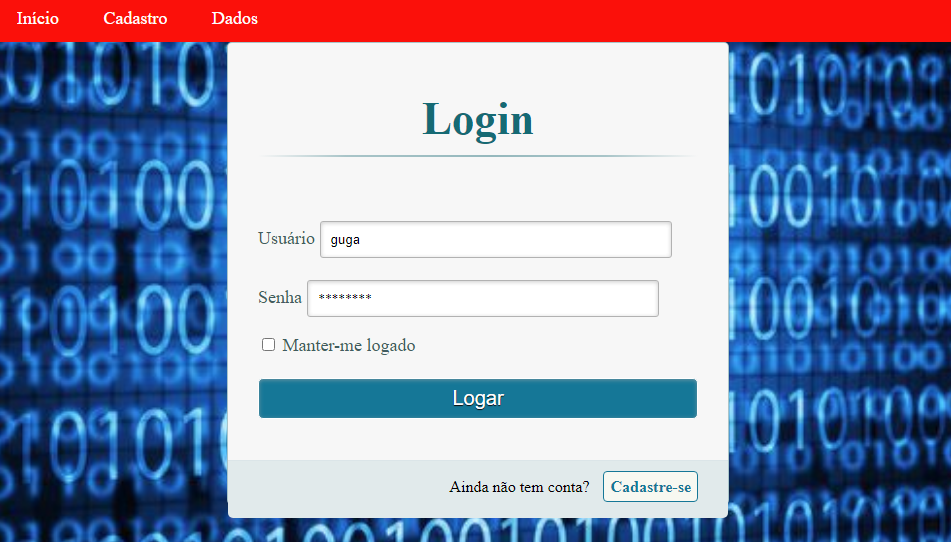 Início Cadastro Dados
Login
Usuário guga
Senha ********
Manter-me logado
Logar
Ainda não tem conta? Cadastre-se